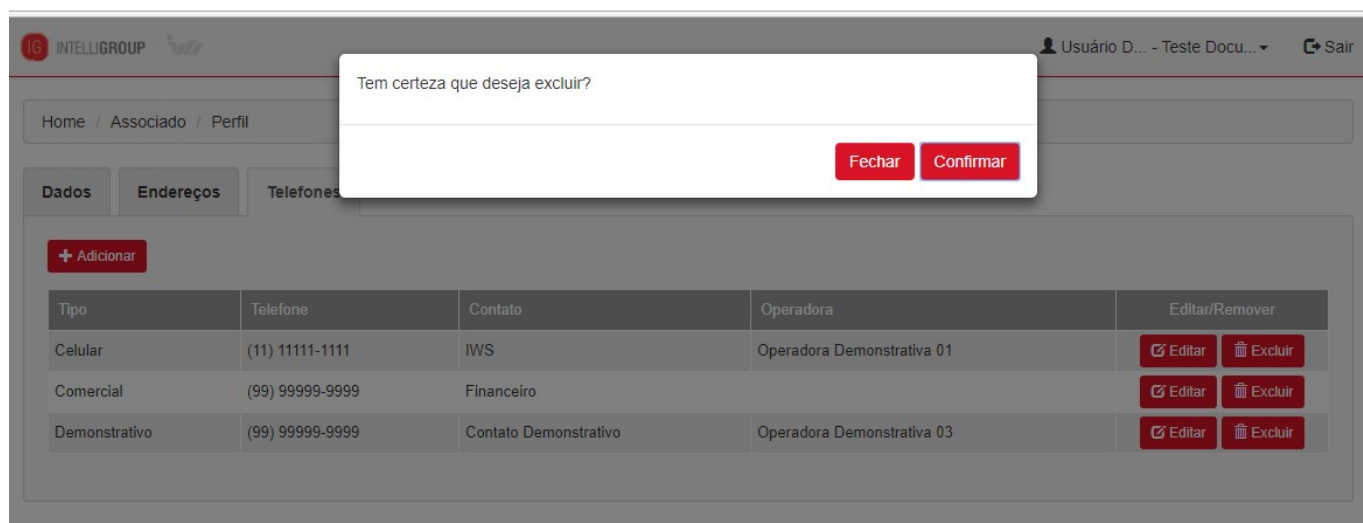 IG INTELLIGROUP
Usuário D... - Teste Docu...
Sair
Tem certeza que deseja excluir?
Fechar Confirmar
Home / Associado / Perfil
Dados Endereços Telefones
Adicionar
Tipo Telefone Contato Operadora Editar/Remover
Celular (11) 11111-1111 IWS Operadora Demonstrativa 01 Editar Excluir
Comercial (99) 99999-9999 Financeiro Editar Excluir
Demonstrativo (99) 99999-9999 Contato Demonstrativo Operadora Demonstrativa 03 Editar Excluir